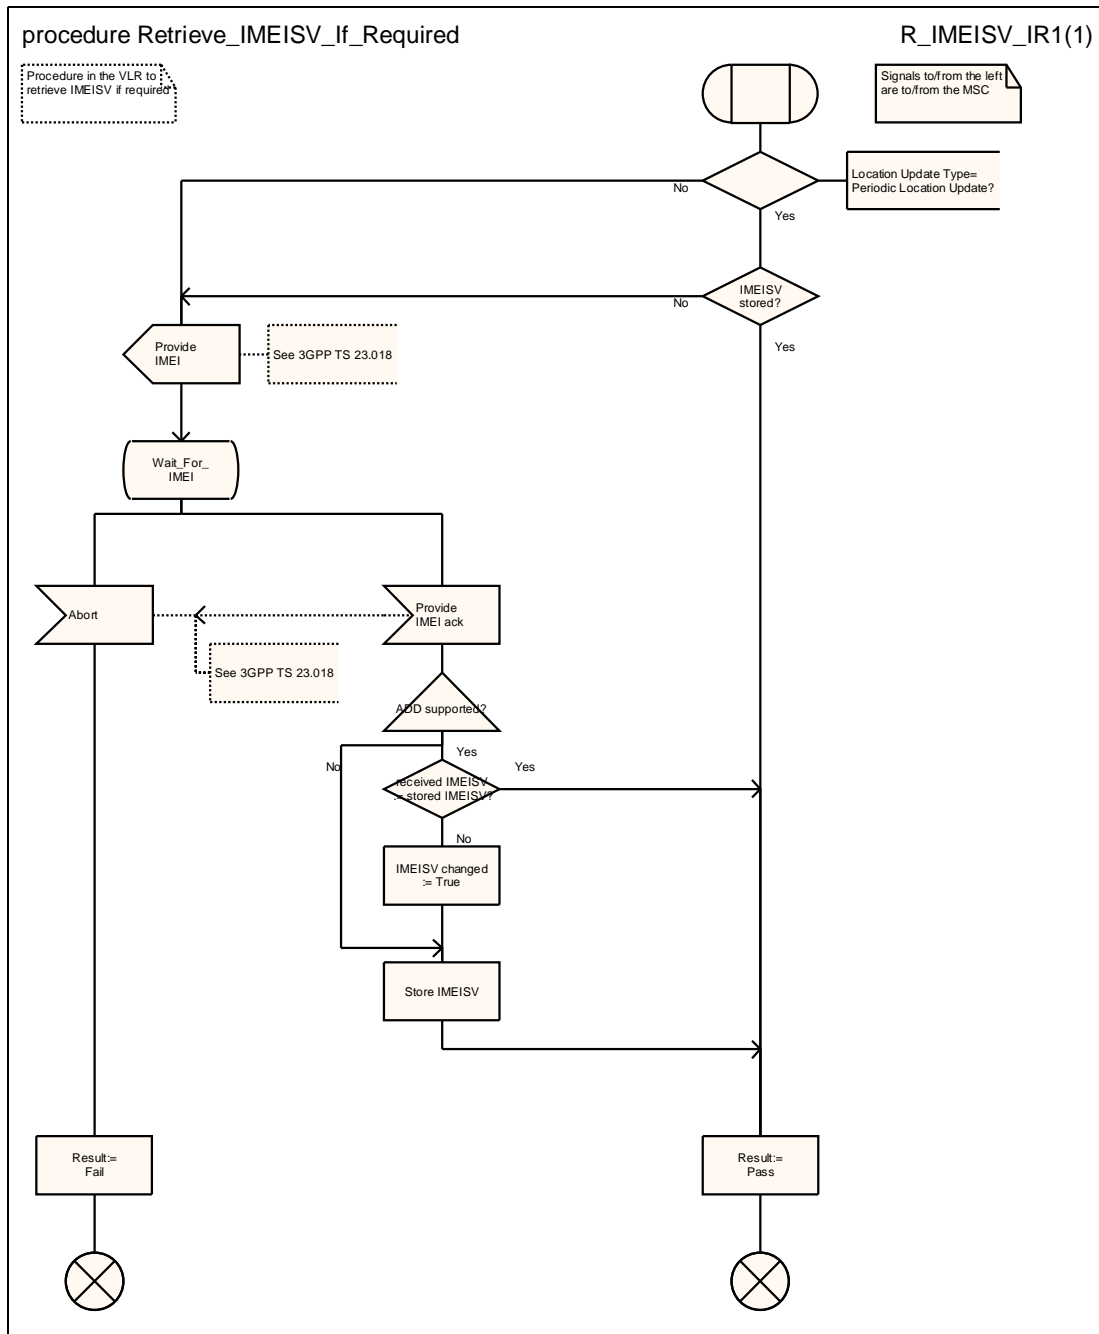 procedure Retrieve_IMEISV_If_Required
R_IMEISV_IR1(1)
Procedure in the VLR to
retrieve IMEISV if required
Signals to/from the left
are to/from the MSC
Location Update Type=
Periodic Location Update?
No
Yes
IMEISV
stored?
No
Yes
Provide
IMEI
See 3GPP TS 23.018
Wait_For_
IMEI
Abort
Provide
IMEI ack
See 3GPP TS 23.018
ADD supported?
Yes
No
received IMEISV
:= stored IMEISV?
Yes
No
IMEISV changed
:= True
Store IMEISV
Result:=
Fail
Result:=
Pass